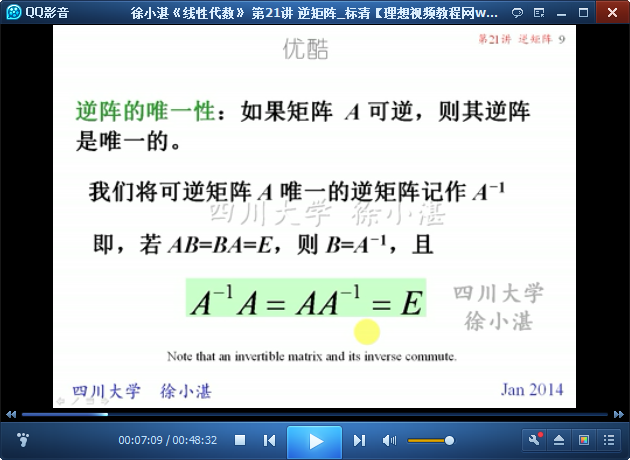 QQ影音
徐小湛《线性代数》 第21讲 逆矩阵_标清〖理想视频教程网w...
优酷
第21讲 逆矩阵 9
逆阵的唯一性：如果矩阵 A 可逆，则其逆阵
是唯一的。
我们将可逆矩阵 A 唯一的逆矩阵记作 A⁻¹
四川大学 徐小湛
即，若 AB=BA=E，则 B=A⁻¹，且
A⁻¹A = AA⁻¹ = E
四川大学
徐小湛
Note that an invertible matrix and its inverse commute.
四川大学 徐小湛
Jan 2014
00:07:09 / 00:48:32